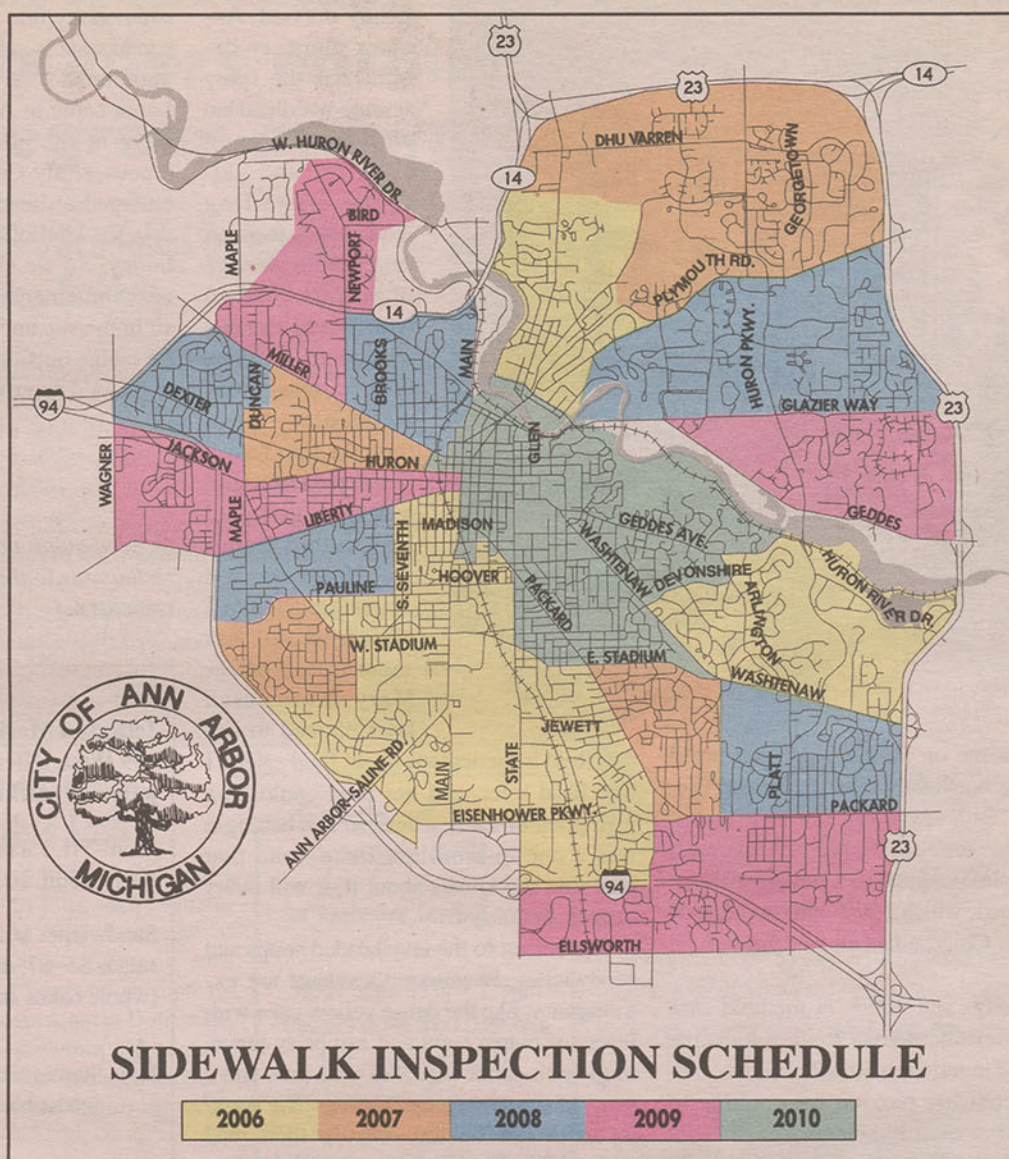 23
14
23
DHU VARREN
W. HURON RIVER DR.
14
GEORGETOWN
BIRD
MAPLE
NEWPORT
PLYMOUTH RD.
14
MAIN
BROOKS
HURON PKWY.
MILLER
DUNCAN
DEXTER
94
GLAZIER WAY
23
GLEN
JACKSON
HURON
WAGNER
MAPLE
LIBERTY
GEDDES
MADISON
GEDDES AVE.
WASHTENAW
S. SEVENTH
HOOVER
PACKARD
DEVONSHIRE
HURON RIVER DR.
PAULINE
ARLINGTON
W. STADIUM
E. STADIUM
WASHTENAW
CITY OF ANN ARBOR
MICHIGAN
JEWETT
STATE
MAIN
ANN ARBOR-SALINE RD
PLATT
EISENHOWER PKWY.
PACKARD
23
94
ELLSWORTH
SIDEWALK INSPECTION SCHEDULE
2006 2007 2008 2009 2010